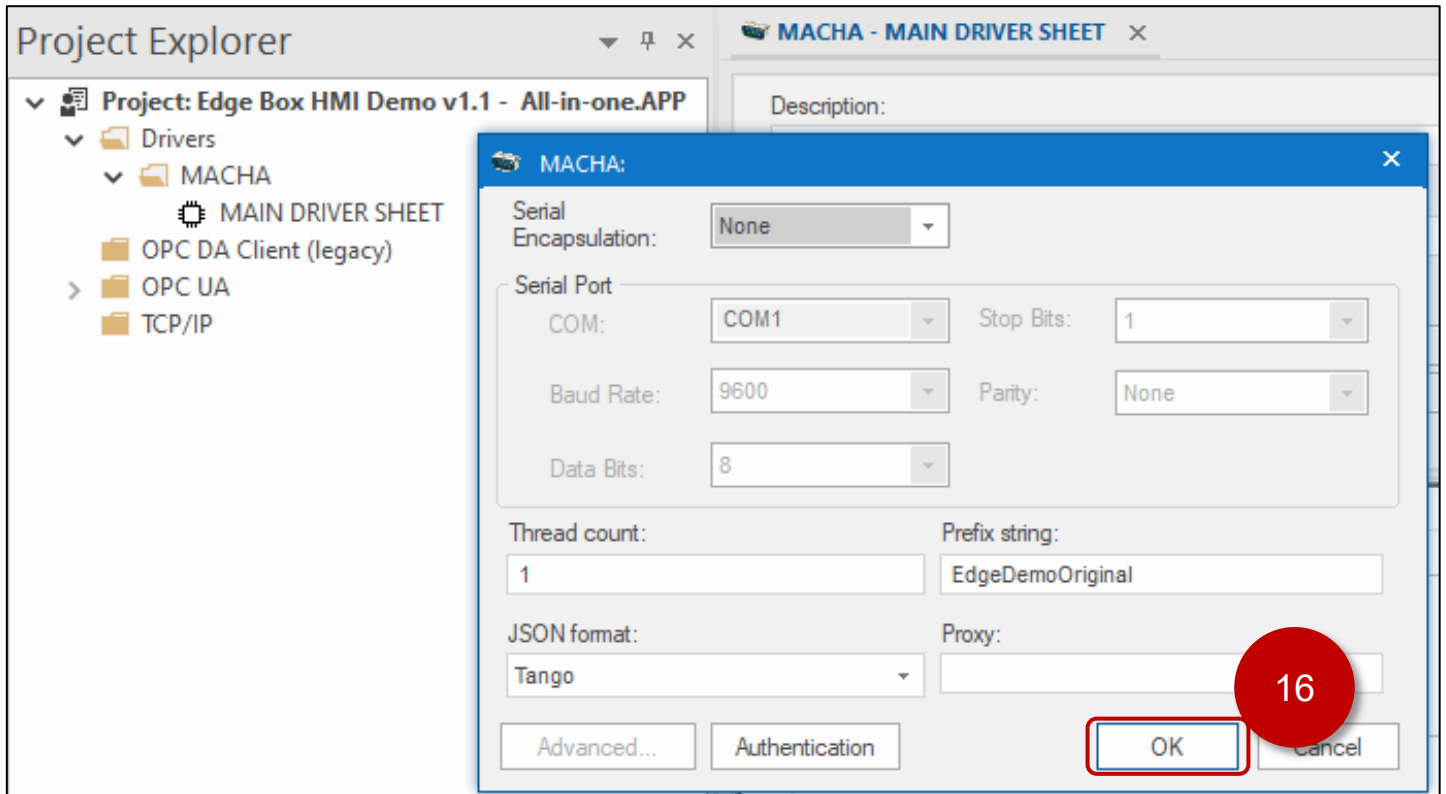 Project Explorer
Project: Edge Box HMI Demo v1.1 - All-in-one.APP
Drivers
MACHA
MAIN DRIVER SHEET
OPC DA Client (legacy)
OPC UA
TCP/IP
MACHA - MAIN DRIVER SHEET
Description:
MACHA:
Serial
Encapsulation:
None
Serial Port
COM:
COM1
Stop Bits:
1
Baud Rate:
9600
Parity:
None
Data Bits:
8
Thread count:
Prefix string:
1
EdgeDemoOriginal
JSON format:
Proxy:
Tango
16
Advanced...
Authentication
OK
Cancel